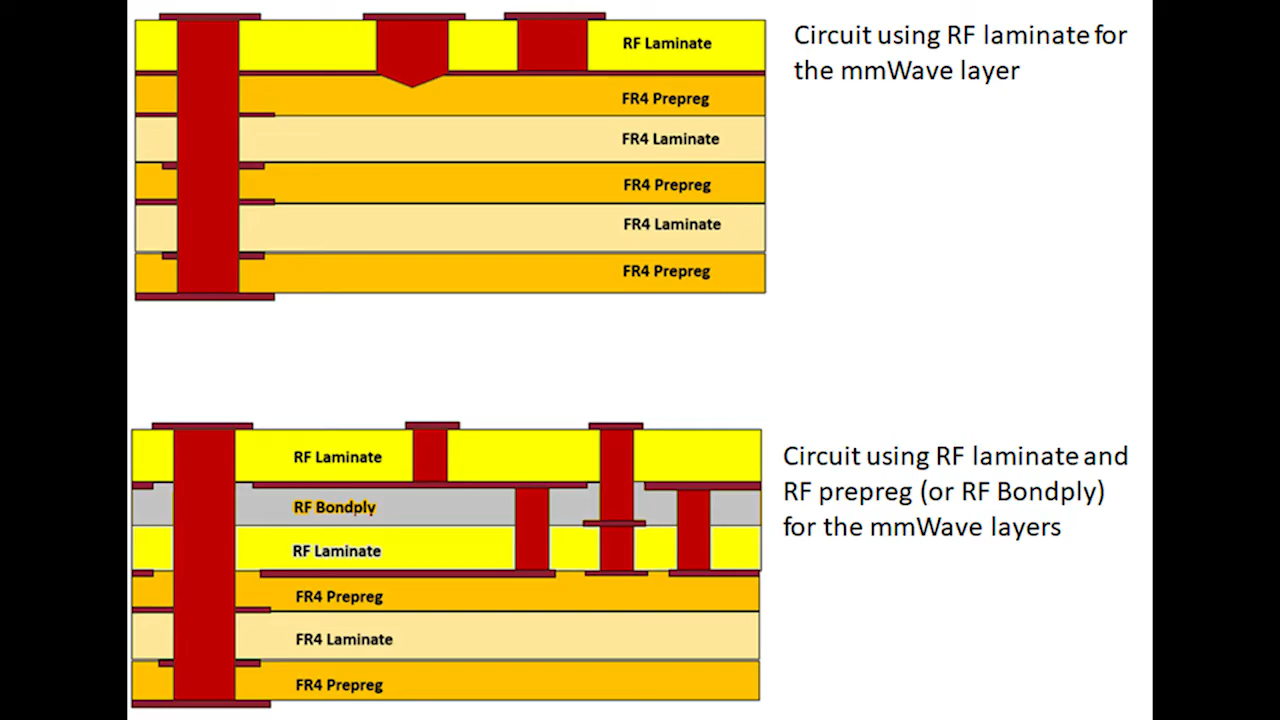 RF Laminate
FR4 Prepreg
FR4 Laminate
FR4 Prepreg
FR4 Laminate
FR4 Prepreg
Circuit using RF laminate for
the mmWave layer
RF Laminate
RF Bondply
RF Laminate
FR4 Prepreg
FR4 Laminate
FR4 Prepreg
Circuit using RF laminate and
RF prepreg (or RF Bondply)
for the mmWave layers